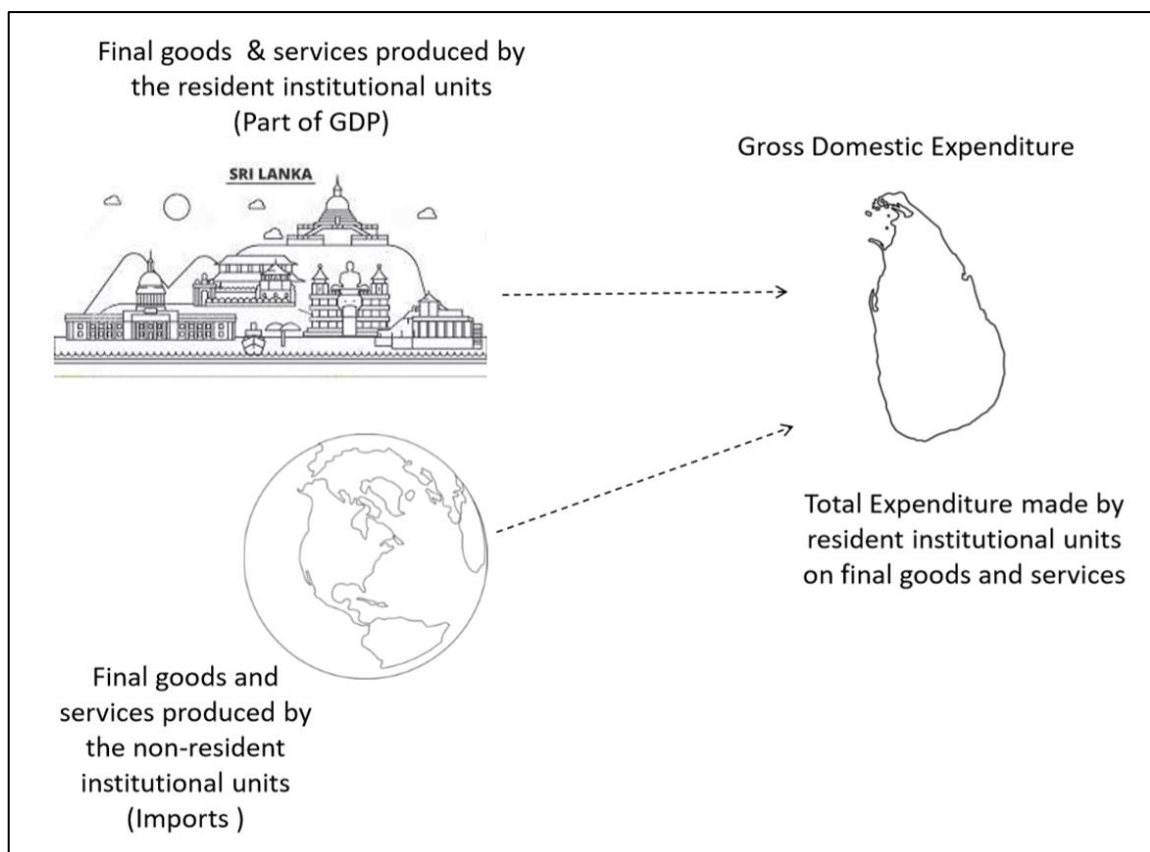 Final goods & services produced by
the resident institutional units
(Part of GDP)
SRI LANKA
Gross Domestic Expenditure
Total Expenditure made by
resident institutional units
on final goods and services
Final goods and
services produced by
the non-resident
institutional units
(Imports )